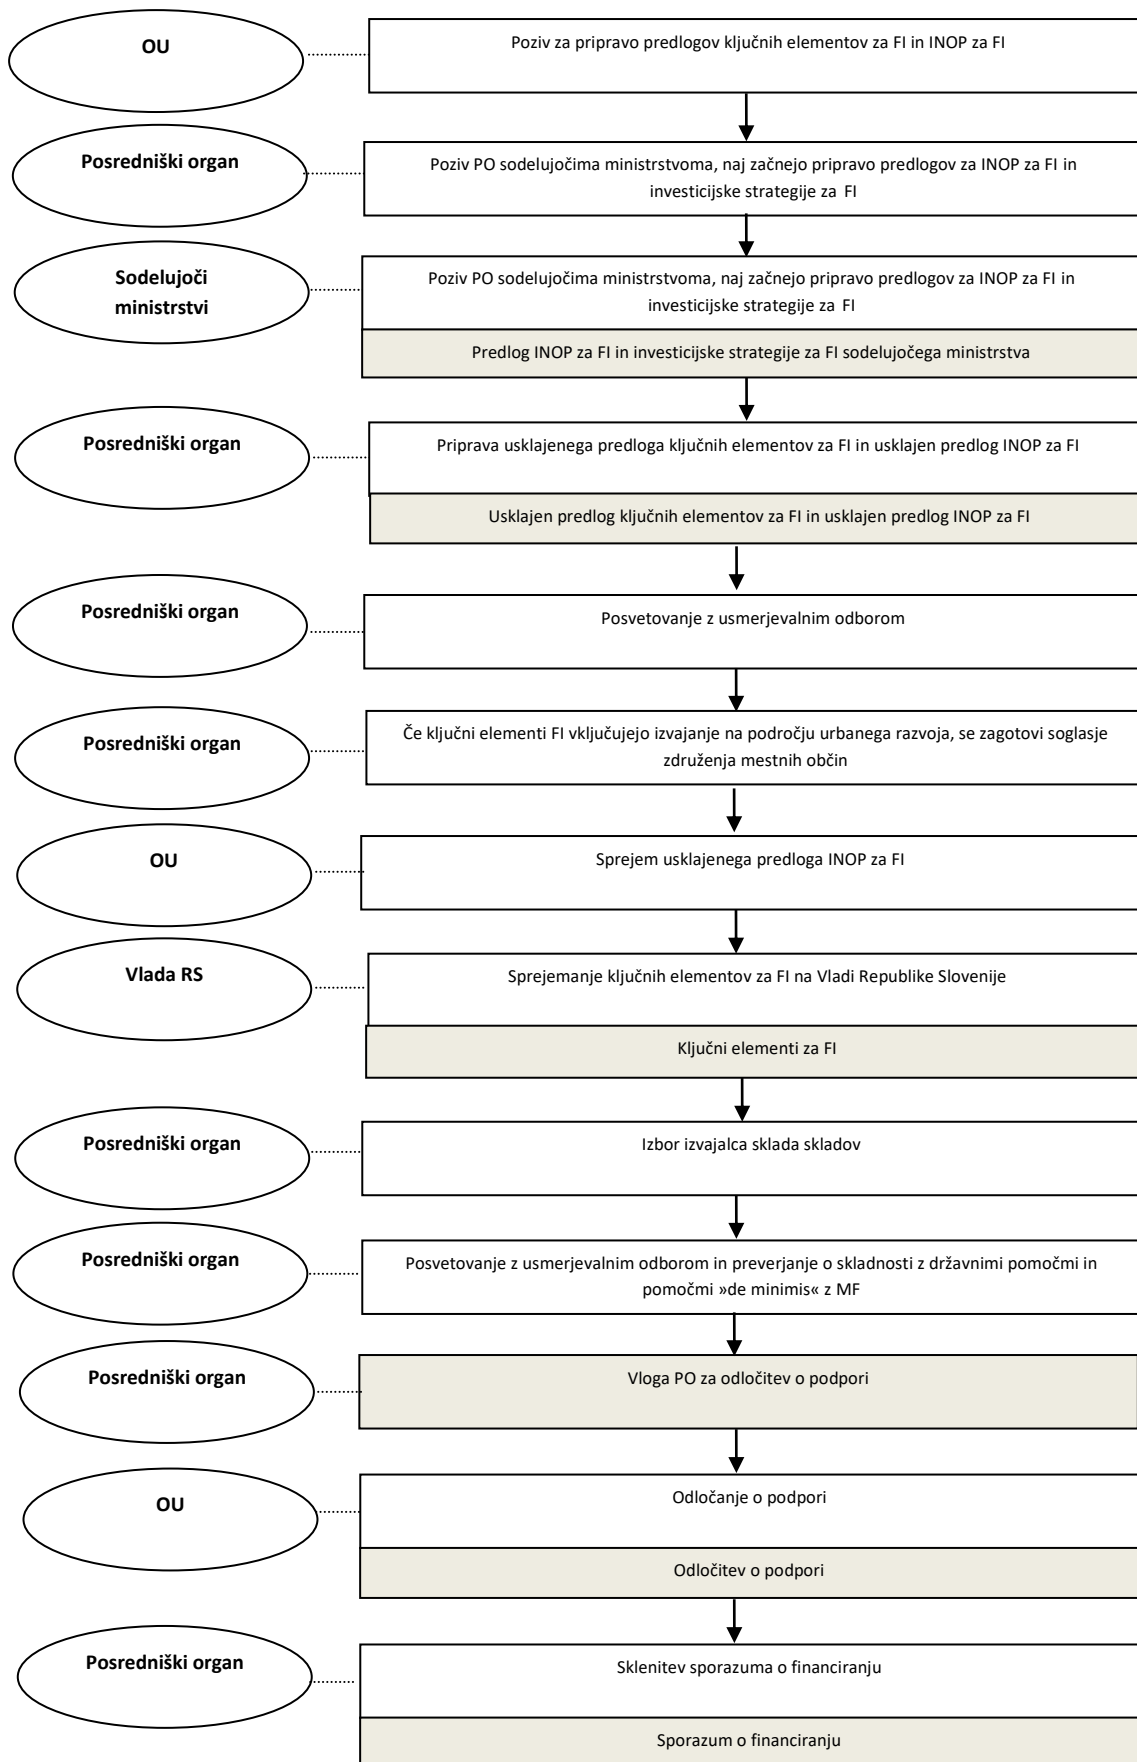 OU
Poziv za pripravo predlogov ključnih elementov za FI in INOP za FI
Posredniški organ
Poziv PO sodelujočima ministrstvoma, naj začnejo pripravo predlogov za INOP za FI in
investicijske strategije za FI
Sodelujoči
ministrstvi
Poziv PO sodelujočima ministrstvoma, naj začnejo pripravo predlogov za INOP za FI in
investicijske strategije za FI
Predlog INOP za FI in investicijske strategije za FI sodelujočega ministrstva
Posredniški organ
Priprava usklajenega predloga ključnih elementov za FI in usklajen predlog INOP za FI
Usklajen predlog ključnih elementov za FI in usklajen predlog INOP za FI
Posredniški organ
Posvetovanje z usmerjevalnim odborom
Posredniški organ
Če ključni elementi FI vključujejo izvajanje na področju urbanega razvoja, se zagotovi soglasje
združenja mestnih občin
OU
Sprejem usklajenega predloga INOP za FI
Vlada RS
Sprejemanje ključnih elementov za FI na Vladi Republike Slovenije
Ključni elementi za FI
Posredniški organ
Izbor izvajalca sklada skladov
Posredniški organ
Posvetovanje z usmerjevalnim odborom in preverjanje o skladnosti z državnimi pomočmi in
pomočmi »de minimis« z MF
Posredniški organ
Vloga PO za odločitev o podpori
OU
Odločanje o podpori
Odločitev o podpori
Posredniški organ
Sklenitev sporazuma o financiranju
Sporazum o financiranju